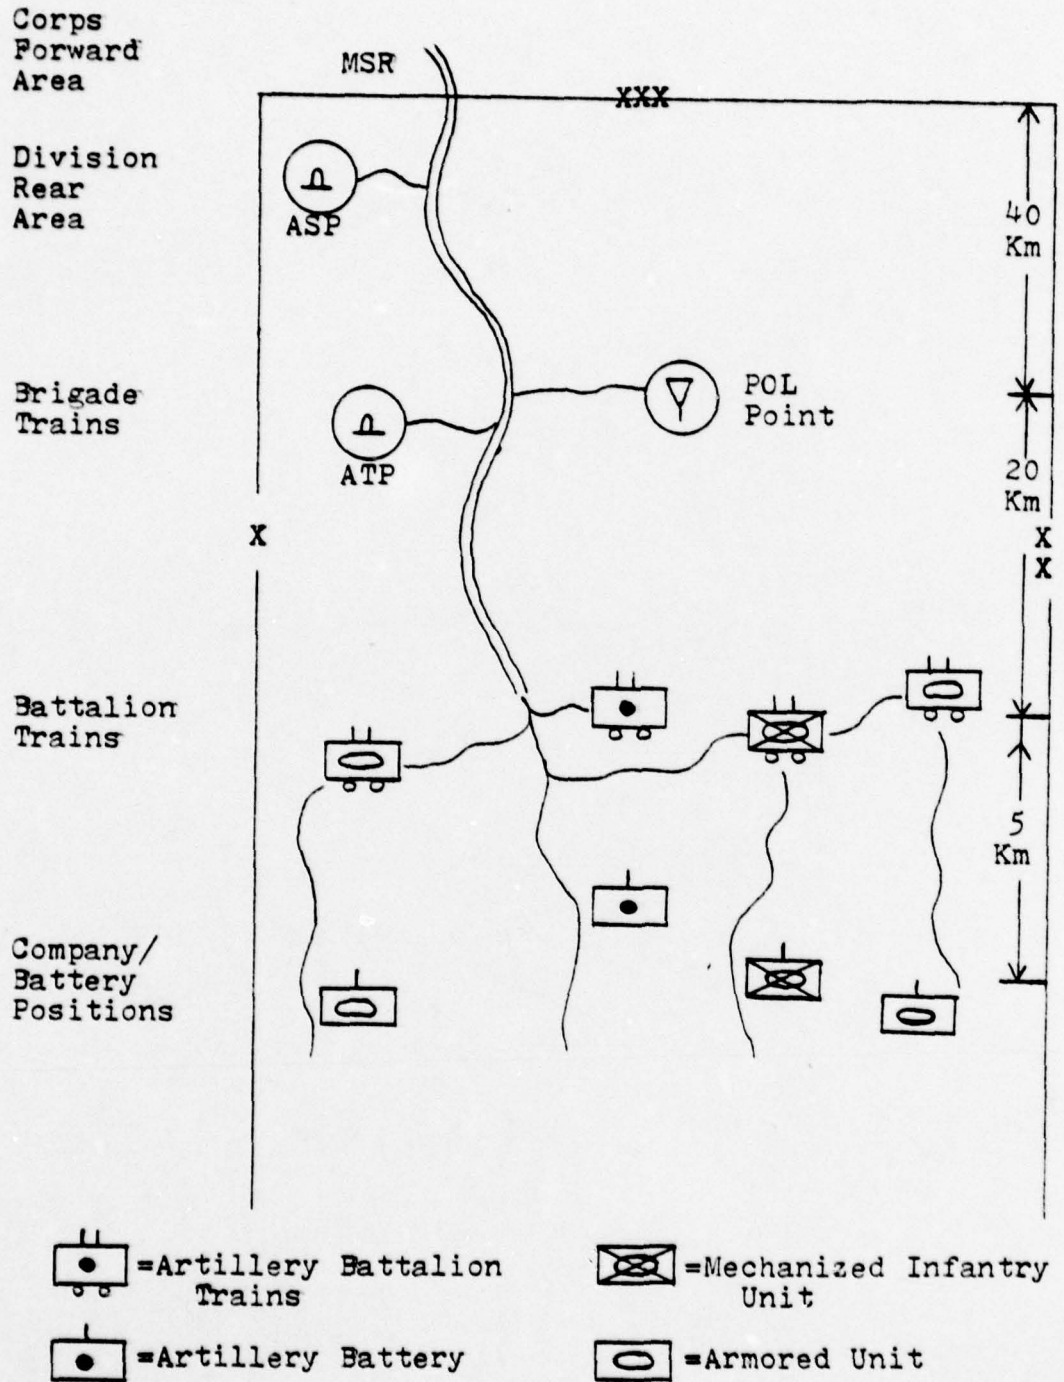 Corps
Forward
Area
MSR
XXX
Division
Rear
Area
ASP
40
Km
Brigade
Trains
ATP
POL
Point
20
Km
X
X
X
Battalion
Trains
5
Km
Company/
Battery
Positions
=Artillery Battalion
Trains
=Mechanized Infantry
Unit
=Artillery Battery
=Armored Unit